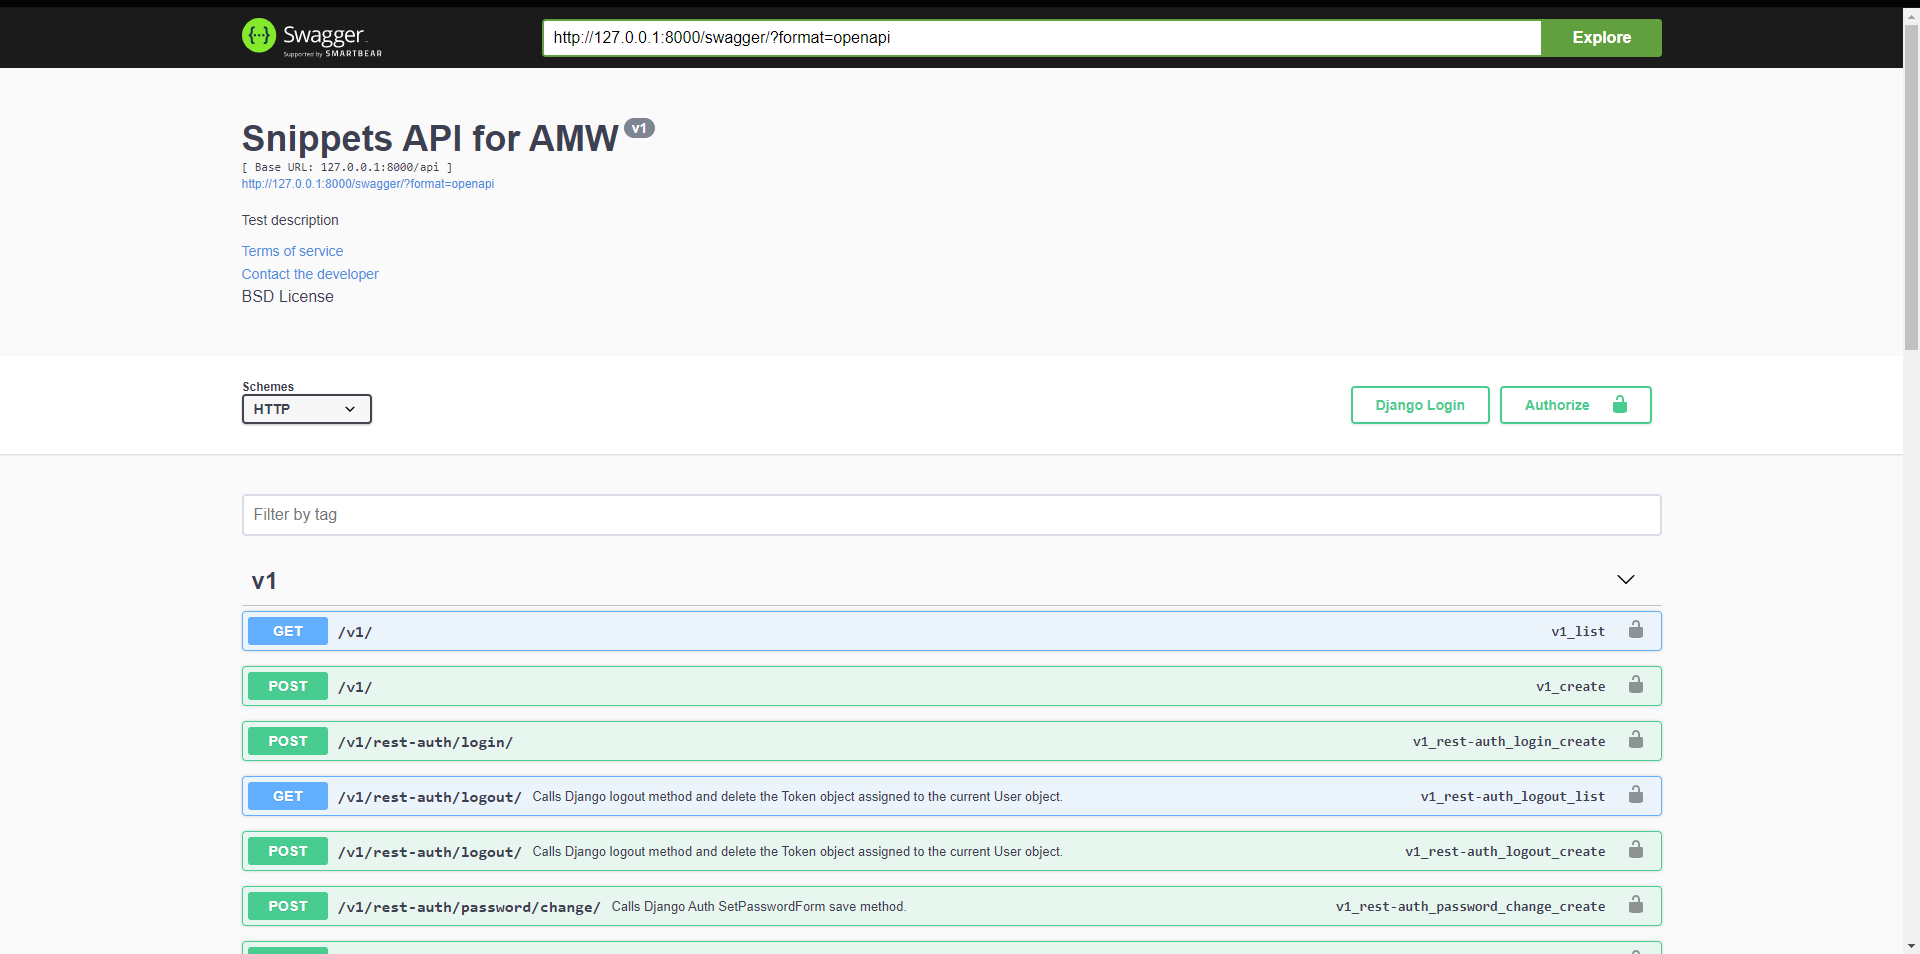 Swagger
Supported by SMARTBEAR
http://127.0.0.1:8000/swagger/?format=openapi
Explore
Snippets API for AMW v1
[ Base URL: 127.0.0.1:8000/api ]
http://127.0.0.1:8000/swagger/?format=openapi
Test description
Terms of service
Contact the developer
BSD License
Schemes
HTTP
Django Login
Authorize
Filter by tag
v1
GET /v1/ v1_list
POST /v1/ v1_create
POST /v1/rest-auth/login/ v1_rest-auth_login_create
GET /v1/rest-auth/logout/ Calls Django logout method and delete the Token object assigned to the current User object. v1_rest-auth_logout_list
POST /v1/rest-auth/logout/ Calls Django logout method and delete the Token object assigned to the current User object. v1_rest-auth_logout_create
POST /v1/rest-auth/password/change/ Calls Django Auth SetPasswordForm save method. v1_rest-auth_password_change_create